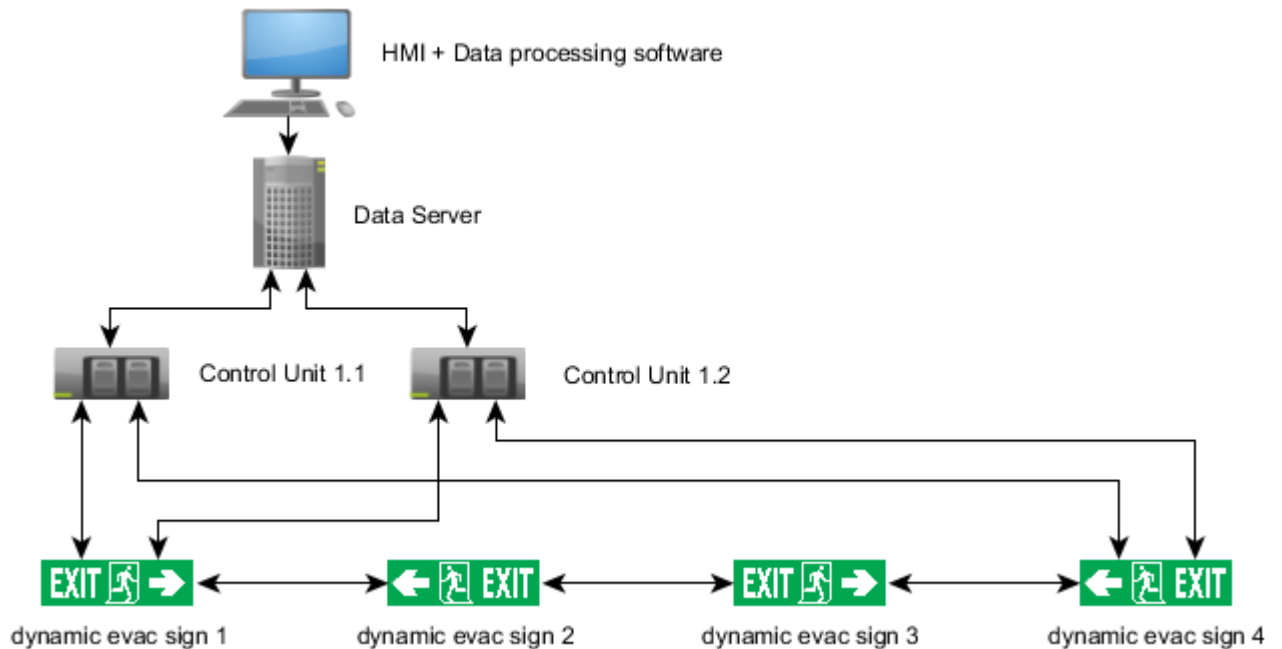 HMI + Data processing software
Data Server
Control Unit 1.1
Control Unit 1.2
EXIT
EXIT
EXIT
EXIT
dynamic evac sign 1
dynamic evac sign 2
dynamic evac sign 3
dynamic evac sign 4